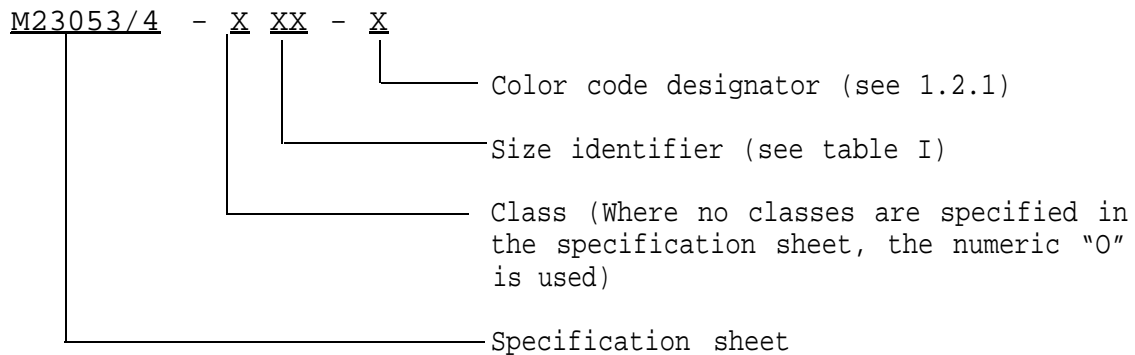 M23053/4 - X XX - X
Color code designator (see 1.2.1)
Size identifier (see table I)
Class (Where no classes are specified in
the specification sheet, the numeric “O”
is used)
Specification sheet